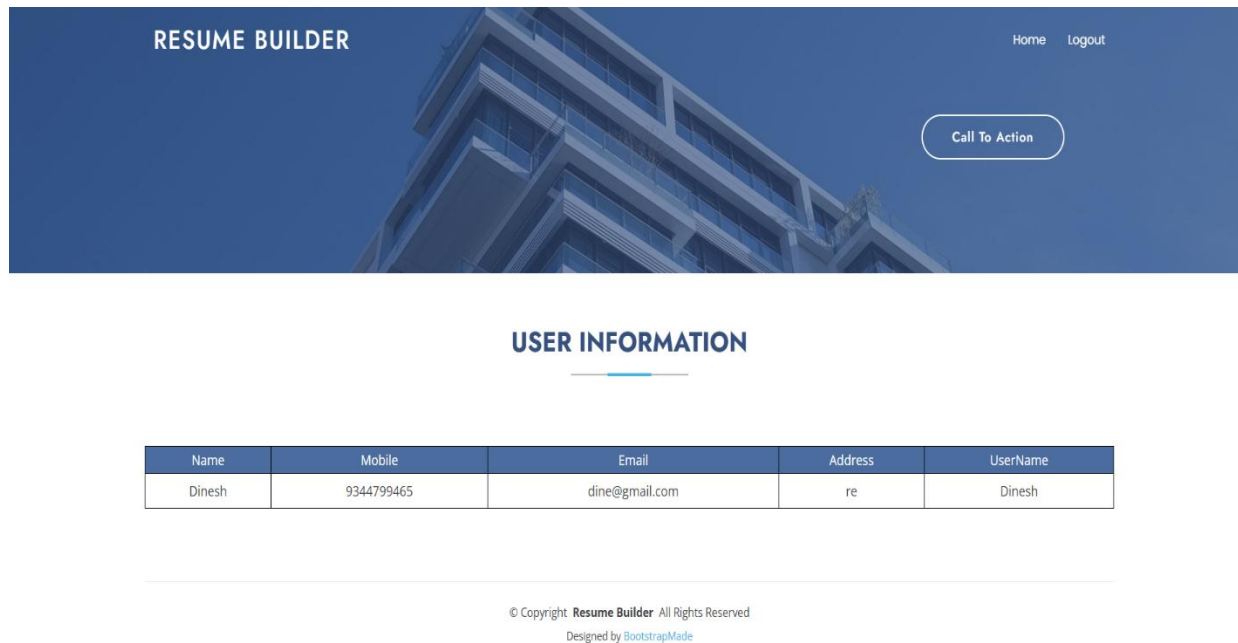 RESUME BUILDER
Home Logout
Call To Action
USER INFORMATION
Name Mobile Email Address UserName
Dinesh 9344799465 dine@gmail.com re Dinesh
© Copyright Resume Builder All Rights Reserved
Designed by BootstrapMade